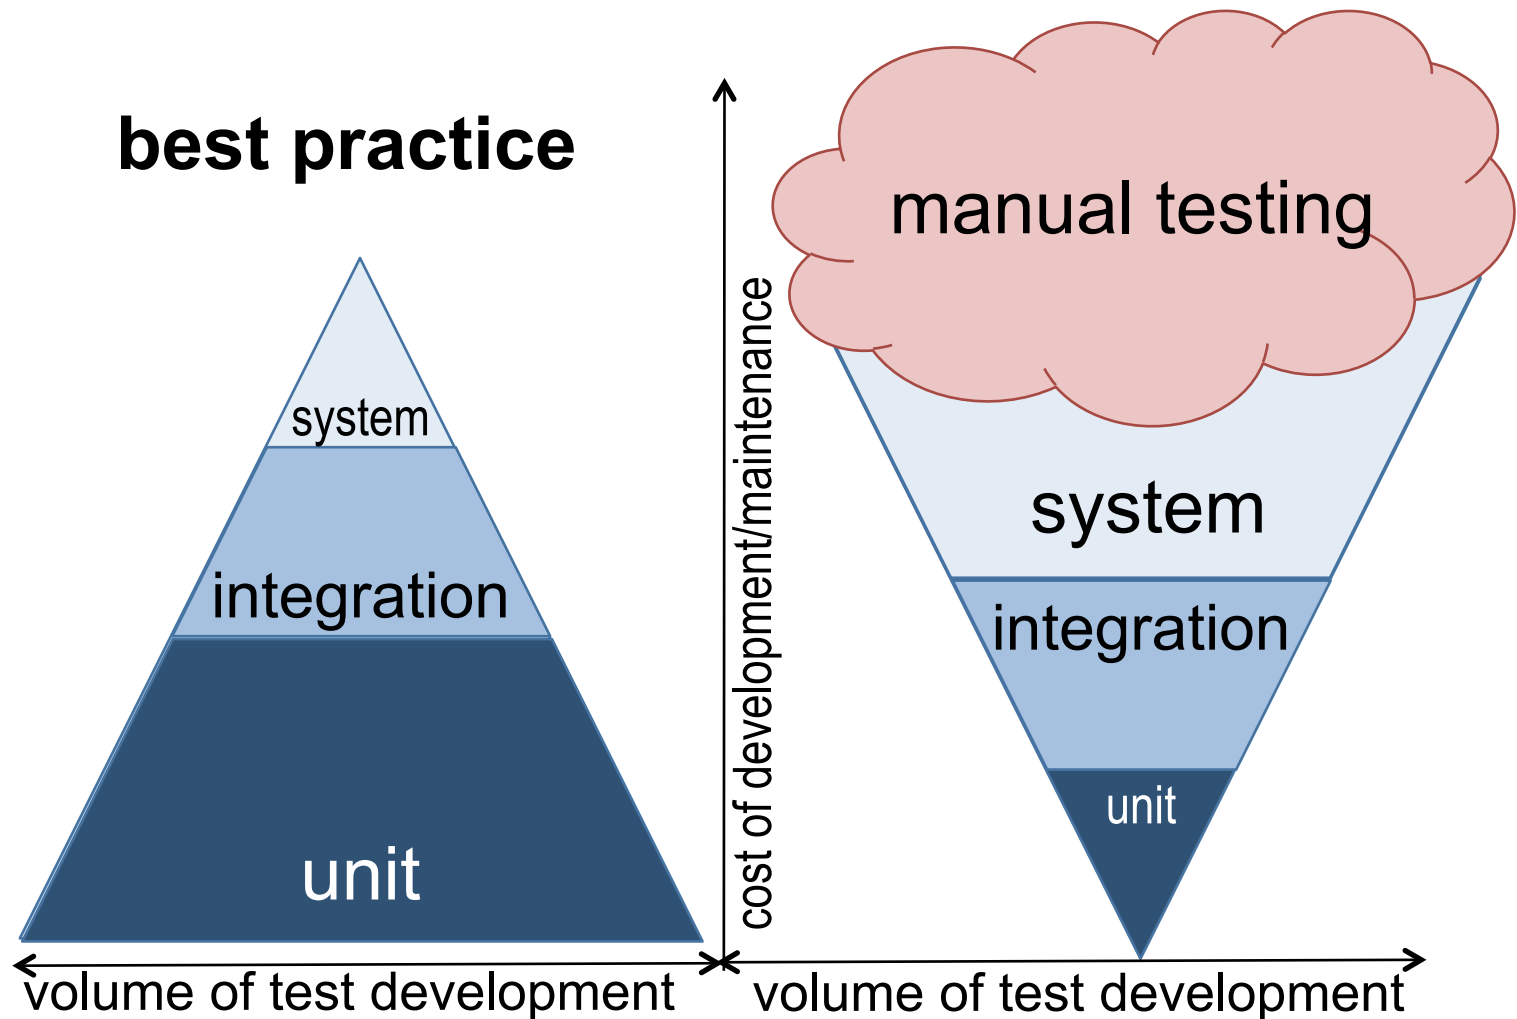 best practice
system
integration
unit
volume of test development
cost of development/maintenance
manual testing
system
integration
unit
volume of test development